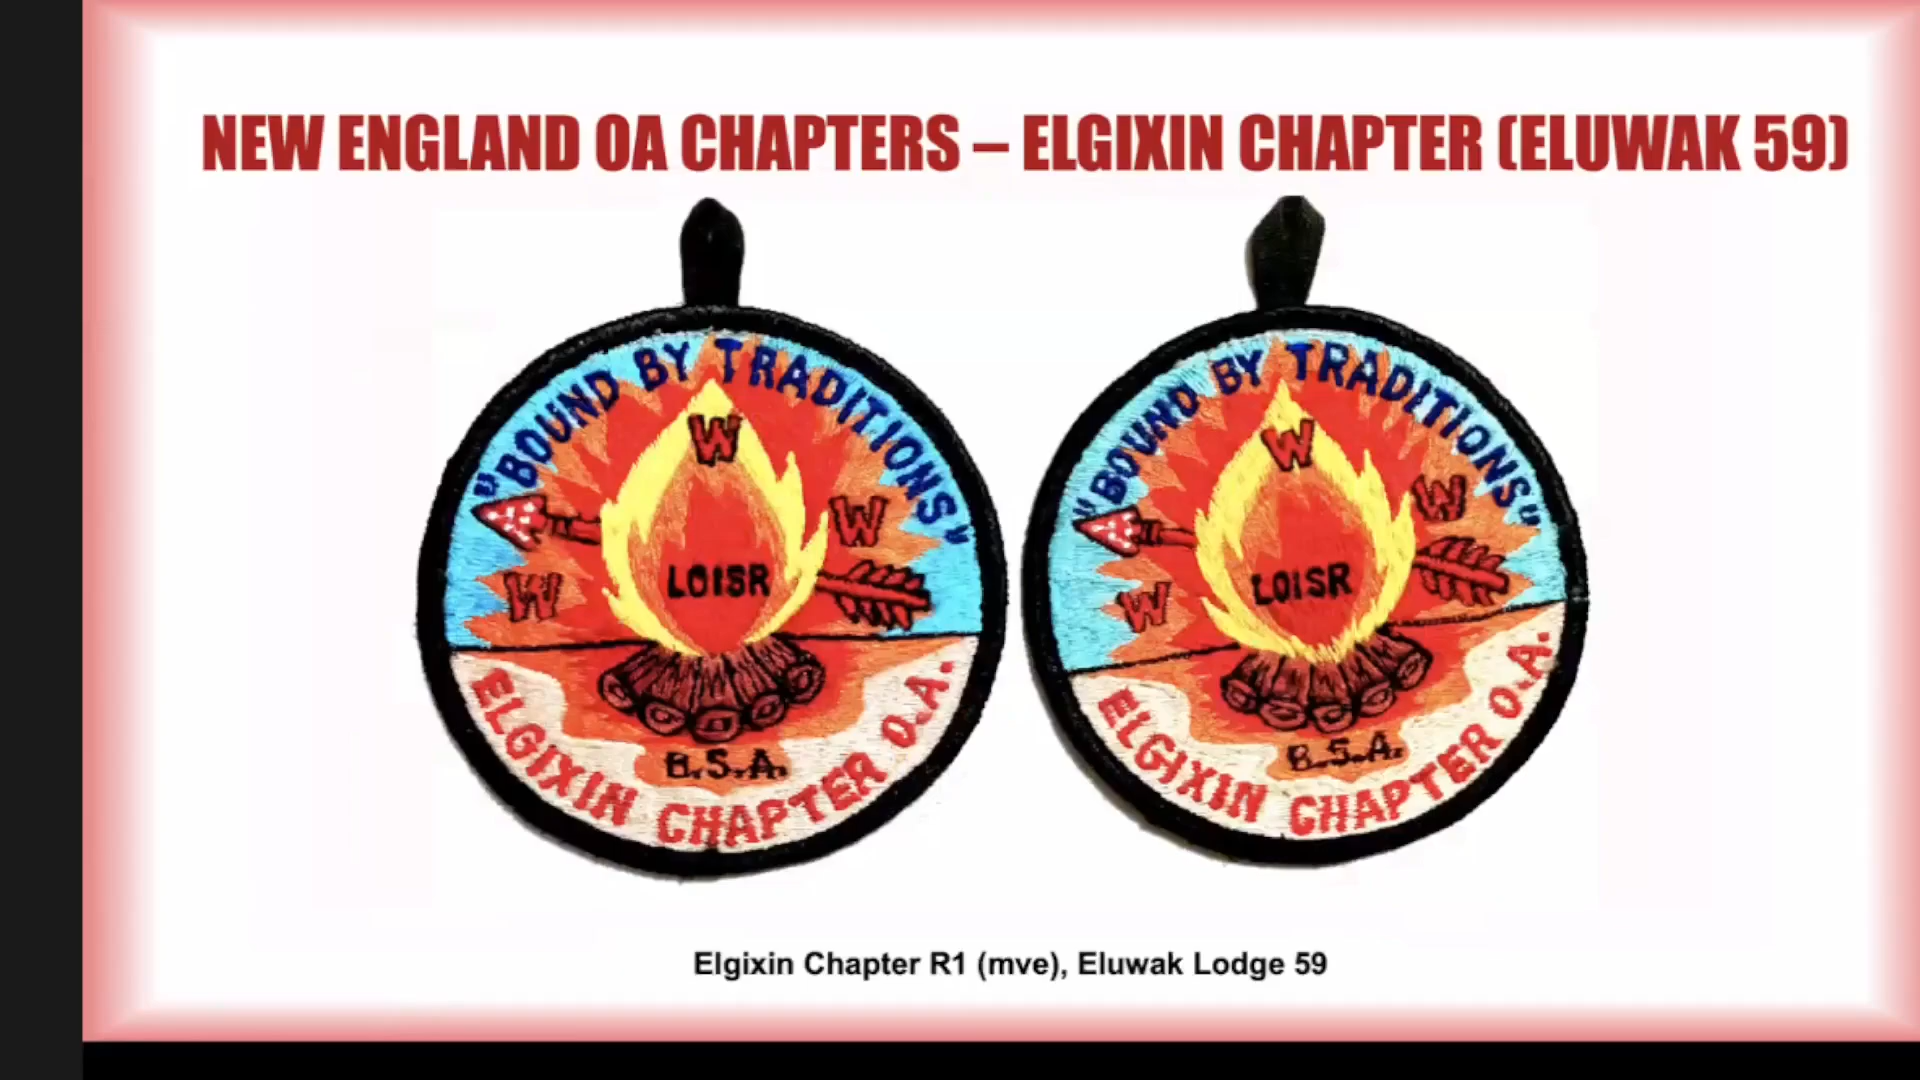 NEW ENGLAND OA CHAPTERS – ELGIXIN CHAPTER (ELUWAK 59)
"BOUND BY TRADITIONS"
W
W
W
LOISR
B.S.A.
ELGIXIN CHAPTER O.A.
"BOUND BY TRADITIONS"
W
W
W
LOISR
B.S.A.
ELGIXIN CHAPTER O.A.
Elgixin Chapter R1 (mve), Eluwak Lodge 59